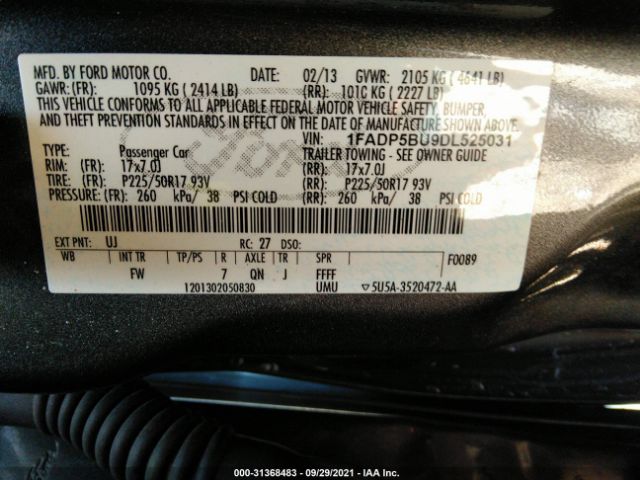 MFD. BY FORD MOTOR CO. DATE: 02/13 GVWR: 2105 KG ( 4641 LB)
GAWR: (FR): 1095 KG ( 2414 LB) (RR): 1010 KG ( 2227 LB)
THIS VEHICLE CONFORMS TO ALL APPLICABLE FEDERAL MOTOR VEHICLE SAFETY, BUMPER,
AND THEFT PREVENTION STANDARDS IN EFFECT ON THE DATE OF MANUFACTURE SHOWN ABOVE.
VIN: 1FADP5BU9DL525031
TYPE: Passenger Car TRAILER TOWING - SEE OWNER GUIDE
RIM: (FR) 17x7.0J (RR): 17x7.0J
TIRE: (FR) P225/50R17 93V (RR): P225/50R17 93V
PRESSURE: (FR) 260 kPa/ 38 PSI COLD (RR) 260 kPa/ 38 PSI COLD
EXT PNT: UJ RC: 27 DSO:
WB INT TR TP/PS R AXLE TR SPR F0089
FW 7 QN J FFFF
1201302050830 UMU ▽5U5A-3520472-AA
Ford
000-31368483 - 09/29/2021 - IAA Inc.